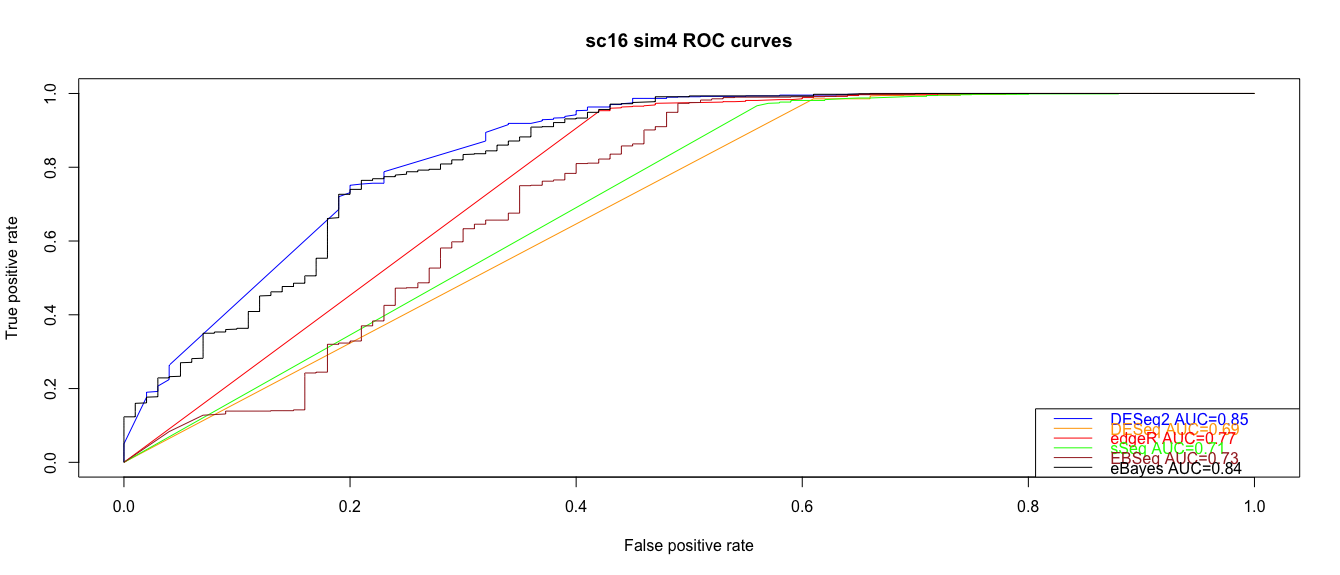 sc16 sim4 ROC curves
True positive rate
1.0
0.8
0.6
0.4
0.2
0.0
DESeq2 AUC=0.85
DESeq AUC=0.69
edgeR AUC=0.77
sSeq AUC=0.71
EBSeq AUC=0.73
eBayes AUC=0.84
0.0 0.2 0.4 0.6 0.8 1.0
False positive rate